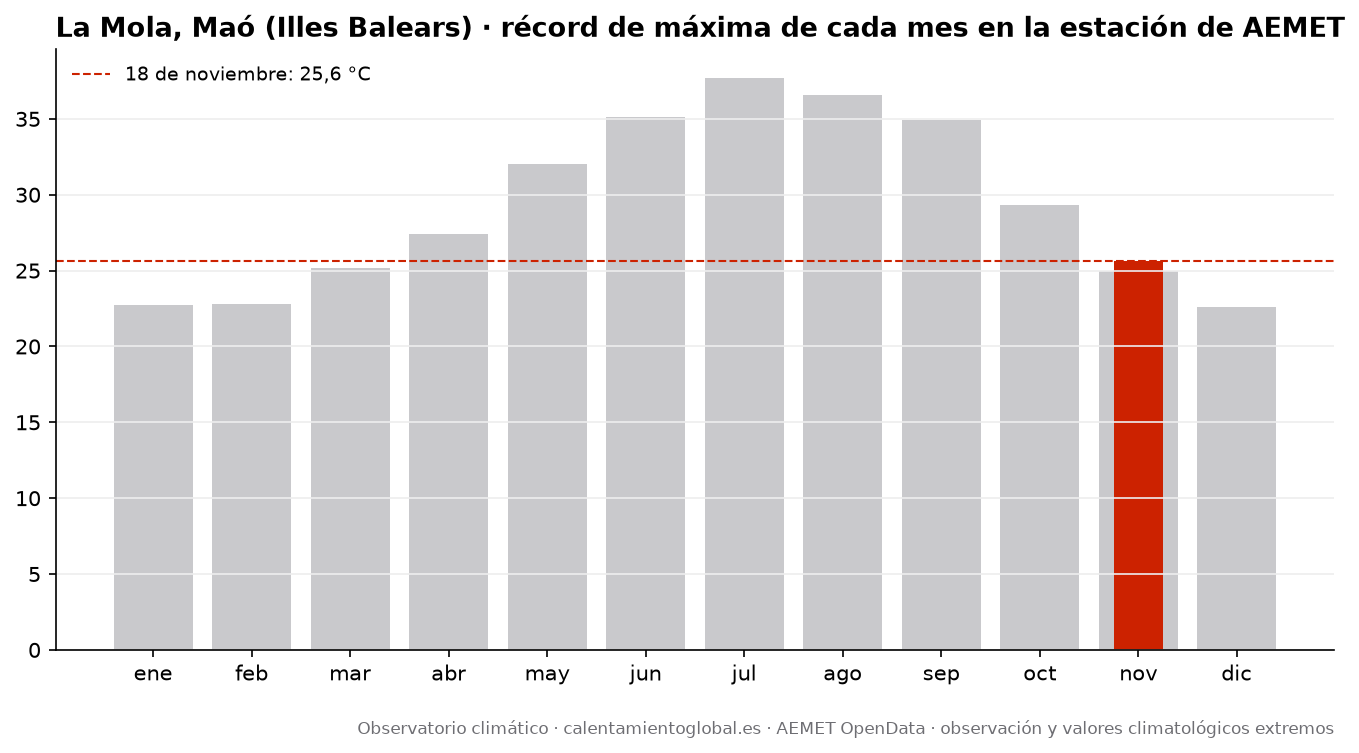 La Mola, Maó (Illes Balears) · récord de máxima de cada mes en la estación de AEMET
18 de noviembre: 25,6 °C
35
30
25
20
15
10
5
0
ene feb mar abr may jun jul ago sep oct nov dic
Observatorio climático · calentamientoglobal.es · AEMET OpenData · observación y valores climatológicos extremos